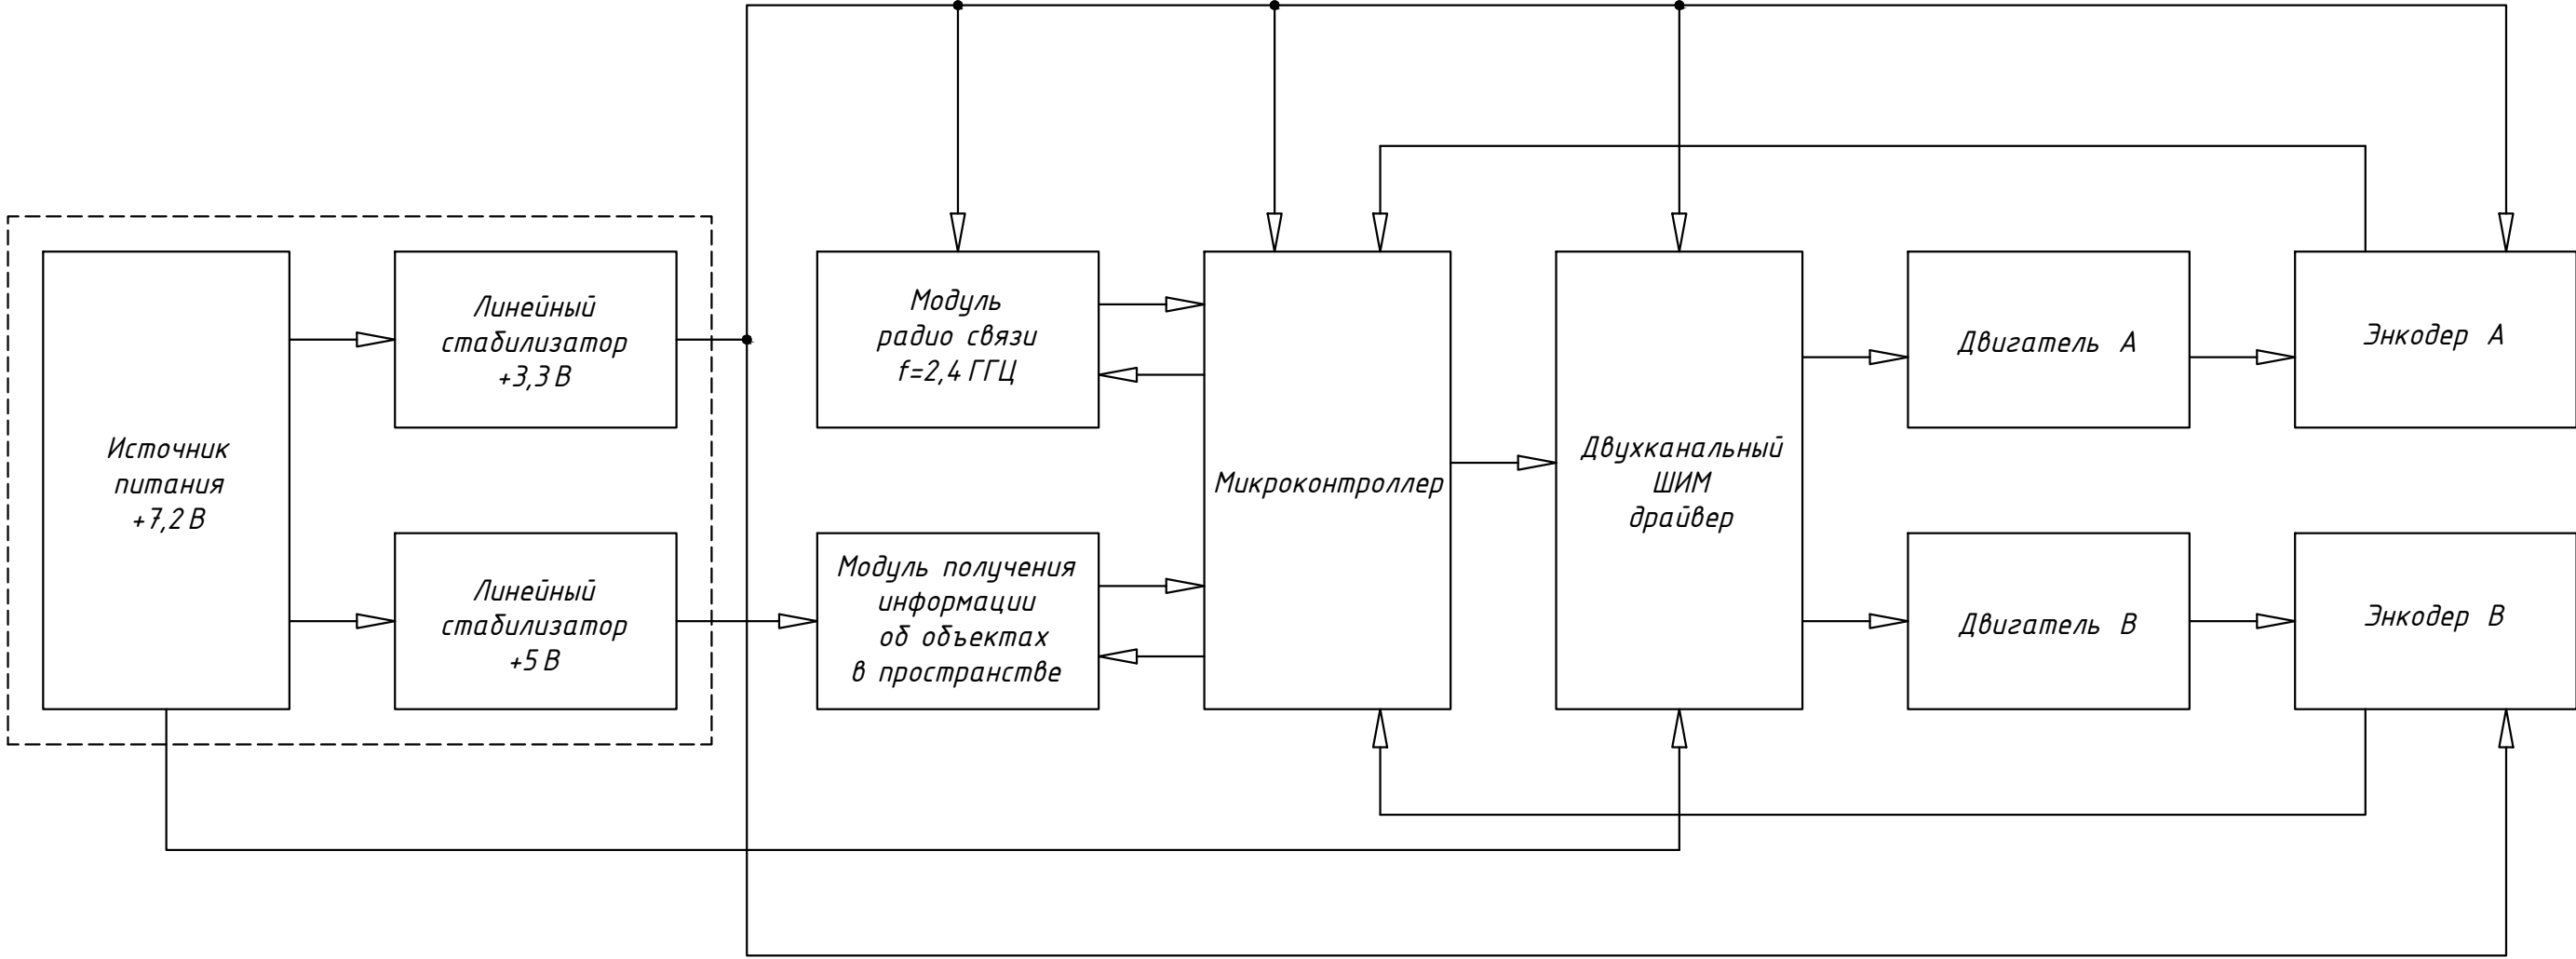 Источник
питания
+7,2 В
Линейный
стабилизатор
+3,3 В
Линейный
стабилизатор
+5 В
Модуль
радио связи
f=2,4 ГГЦ
Модуль получения
информации
об объектах
в пространстве
Микроконтроллер
Двухканальный
ШИМ
драйвер
Двигатель А
Двигатель В
Энкодер А
Энкодер В